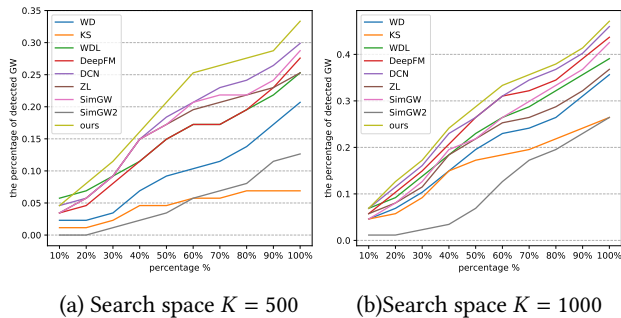 0.35
0.30
0.25
0.20
0.15
0.10
0.05
0.00
the percentage of detected GW
WD
KS
WDL
DeepFM
DCN
ZL
SimGW
SimGW2
ours
10% 20% 30% 40% 50% 60% 70% 80% 90% 100%
percentage %
(a) Search space K = 500
0.4
0.3
0.2
0.1
0.0
the percentage of detected GW
WD
KS
WDL
DeepFM
DCN
ZL
SimGW
SimGW2
ours
10% 20% 30% 40% 50% 60% 70% 80% 90% 100%
percentage %
(b)Search space K = 1000